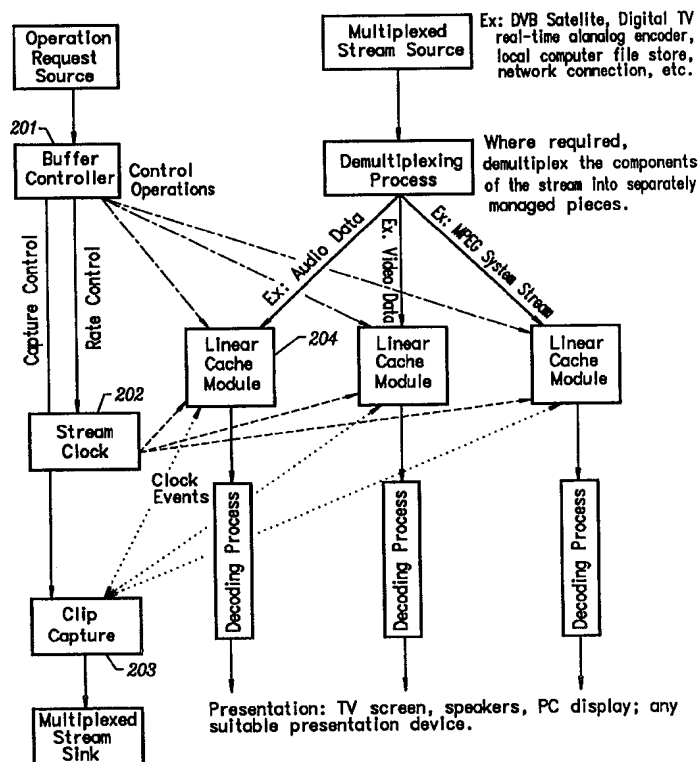 Operation
Request
Source
Multiplexed
Stream Source
Ex: DVB Satelite, Digital TV
real-time alanalog encoder,
local computer file store,
network connection, etc.
201
Buffer
Controller
Control
Operations
Demultiplexing
Process
Where required,
demultiplex the components
of the stream into separately
managed pieces.
Capture Control
Rate Control
Ex: Audio Data
Ex. Video Data
Ex: MPEG System Stream
Linear
Cache
Module
204
Linear
Cache
Module
Linear
Cache
Module
202
Stream
Clock
Clock
Events
Decoding Process
Decoding Process
Decoding Process
Clip
Capture
203
Multiplexed
Stream
Sink
Presentation: TV screen, speakers, PC display; any
suitable presentation device.